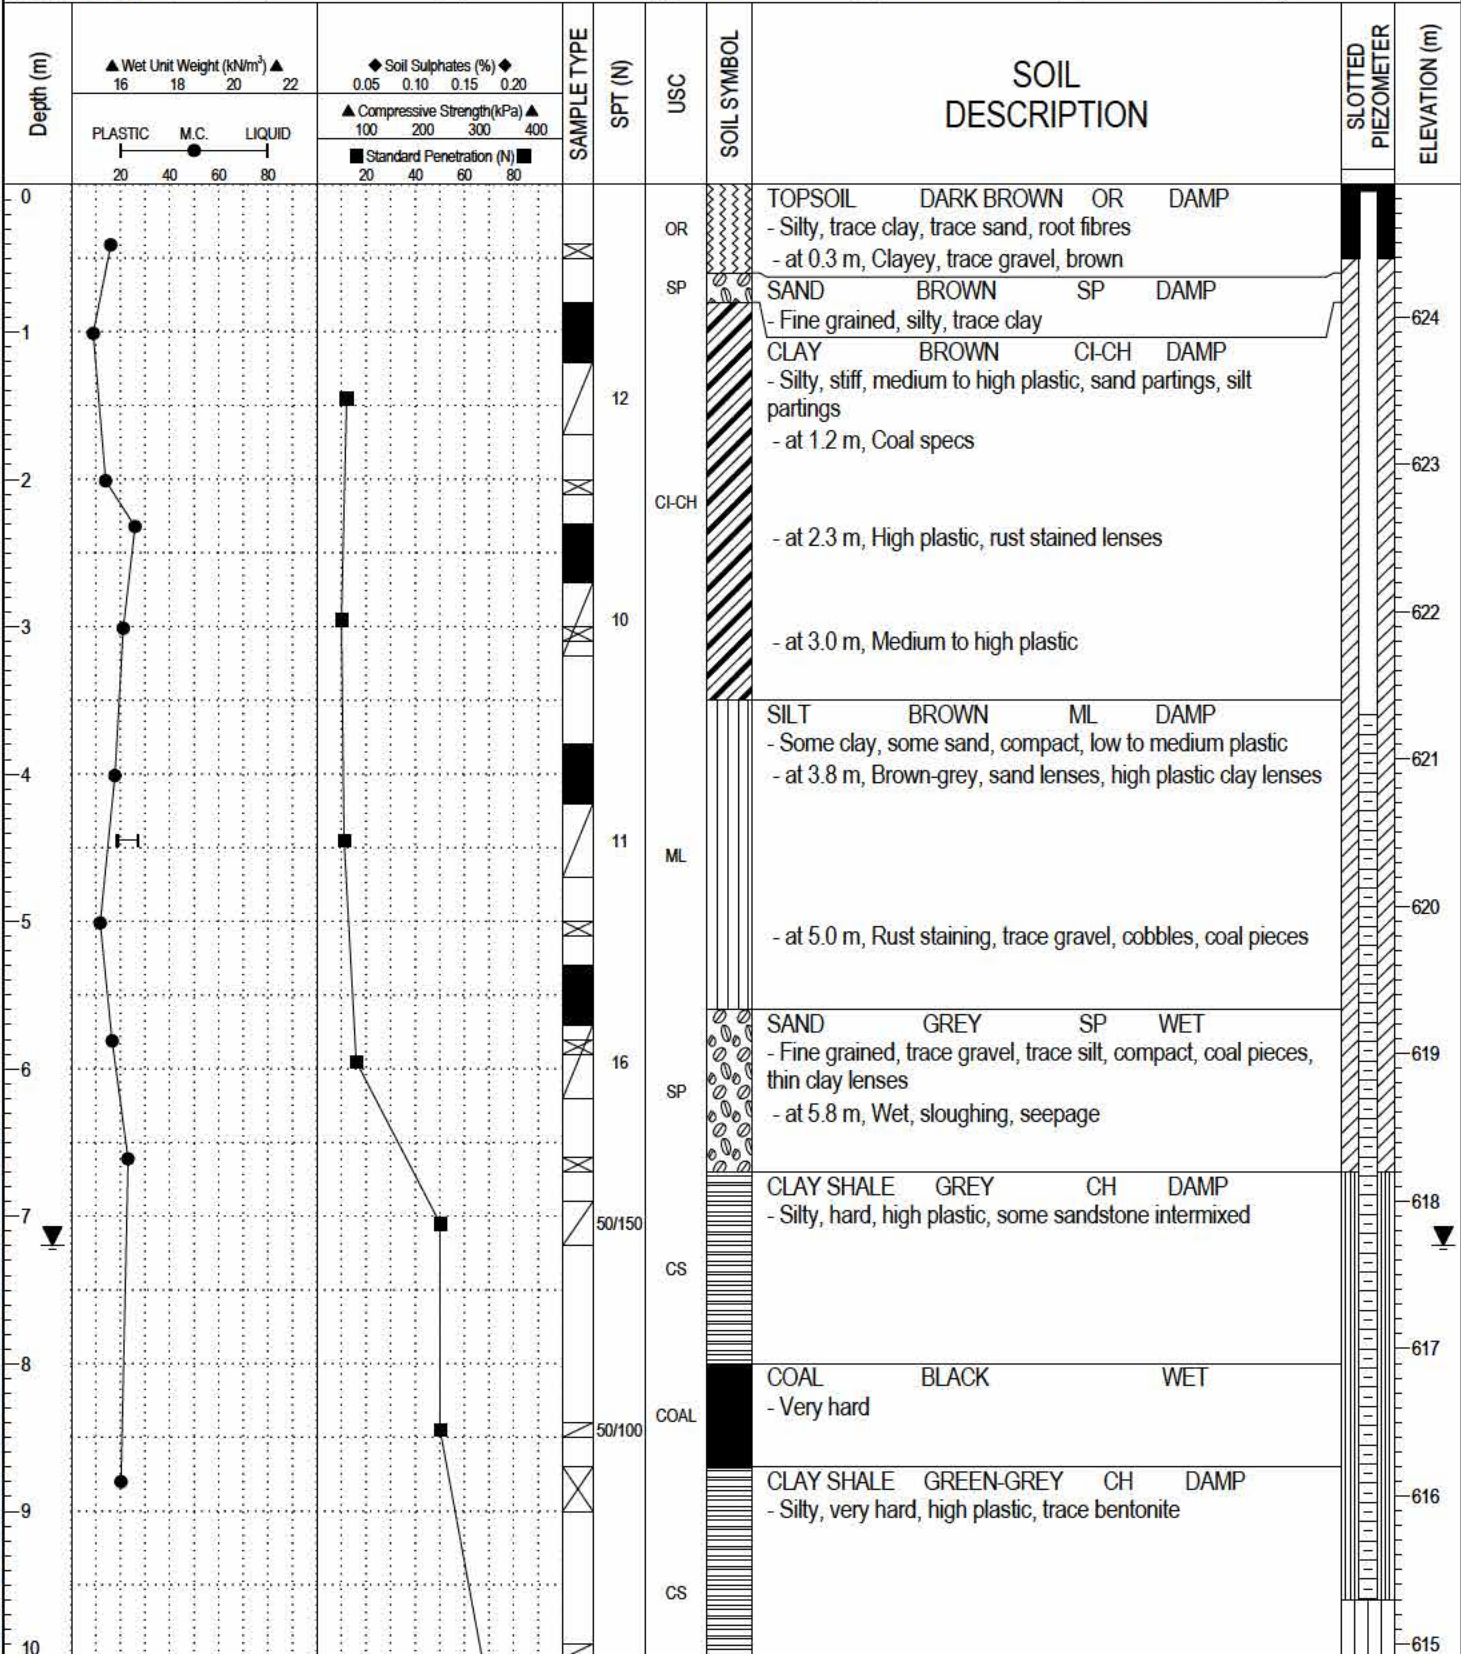 Depth (m)
▲ Wet Unit Weight (kN/m³) ▲
16 18 20 22
PLASTIC M.C. LIQUID
20 40 60 80
◆ Soil Sulphates (%) ◆
0.05 0.10 0.15 0.20
▲ Compressive Strength(kPa) ▲
100 200 300 400
■ Standard Penetration (N) ■
20 40 60 80
SAMPLE TYPE
SPT (N)
USC
SOIL SYMBOL
SOIL
DESCRIPTION
SLOTTED
PIEZOMETER
ELEVATION (m)
0
1
2
3
4
5
6
7
8
9
10
12
10
11
16
50/150
50/100
OR
SP
CI-CH
ML
SP
CS
COAL
CS
TOPSOIL DARK BROWN OR DAMP
- Silty, trace clay, trace sand, root fibres
- at 0.3 m, Clayey, trace gravel, brown
SAND BROWN SP DAMP
- Fine grained, silty, trace clay
CLAY BROWN CI-CH DAMP
- Silty, stiff, medium to high plastic, sand partings, silt
partings
- at 1.2 m, Coal specs
- at 2.3 m, High plastic, rust stained lenses
- at 3.0 m, Medium to high plastic
SILT BROWN ML DAMP
- Some clay, some sand, compact, low to medium plastic
- at 3.8 m, Brown-grey, sand lenses, high plastic clay lenses
- at 5.0 m, Rust staining, trace gravel, cobbles, coal pieces
SAND GREY SP WET
- Fine grained, trace gravel, trace silt, compact, coal pieces,
thin clay lenses
- at 5.8 m, Wet, sloughing, seepage
CLAY SHALE GREY CH DAMP
- Silty, hard, high plastic, some sandstone intermixed
COAL BLACK WET
- Very hard
CLAY SHALE GREEN-GREY CH DAMP
- Silty, very hard, high plastic, trace bentonite
624
623
622
621
620
619
618
617
616
615